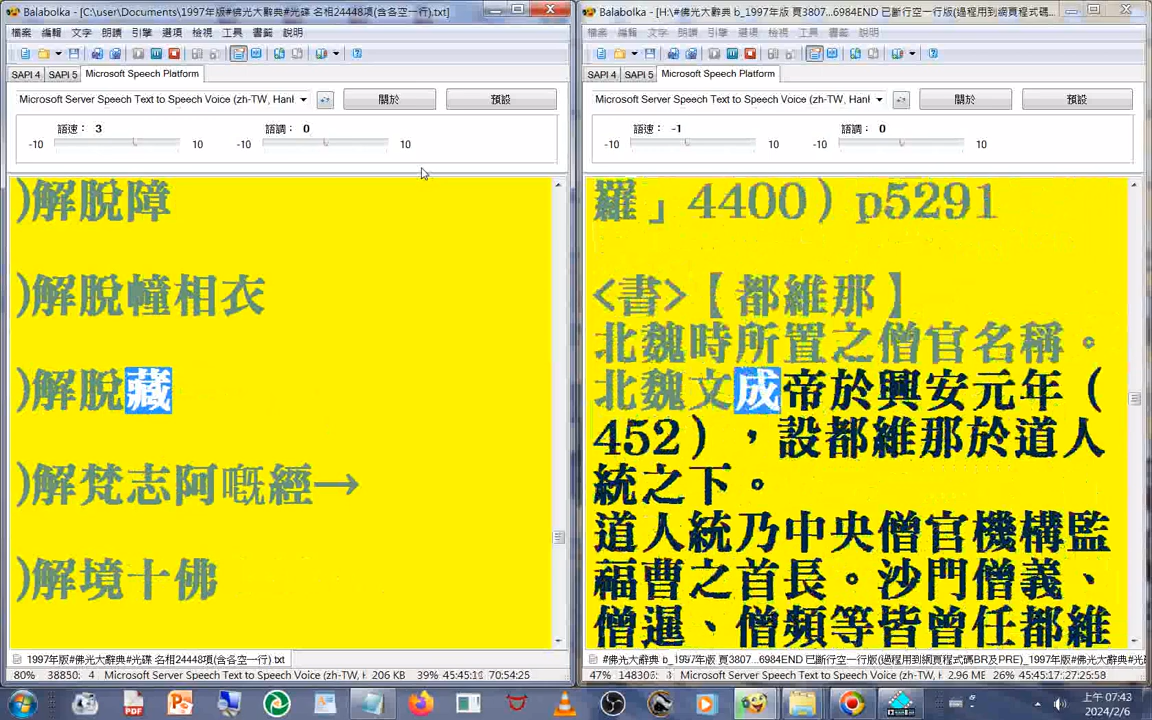 Balabolka - [C:\user\Documents\1997年版#佛光大辭典#光碟 名相24448項(含各空一行).txt]
檔案 編輯 文字 朗讀 引擎 選項 檢視 工具 書籤 說明
SAPI 4 SAPI 5 Microsoft Speech Platform
Microsoft Server Speech Text to Speech Voice (zh-TW, Hanl
關於
預設
語速： 3
語調： 0
-10 10 -10 10
)解脫障
)解脫幢相衣
)解脫藏
)解梵志阿嘅經→
)解境十佛
1997年版#佛光大辭典#光碟 名相24448項(含各空一行).txt
80% 38850: 4 Microsoft Server Speech Text to Speech Voice (zh-TW, H 206 KB 39% 45:45:19 70:54:25
Balabolka - [H:\#佛光大辭典 b_1997年版 頁3807...6984END 已斷行空一行版(過程用到網頁程式碼
檔案 編輯 文字 朗讀 引擎 選項 檢視 工具 書籤 說明
SAPI 4 SAPI 5 Microsoft Speech Platform
Microsoft Server Speech Text to Speech Voice (zh-TW, Hanl
關於
預設
語速： -1
語調： 0
-10 10 -10 10
羅」4400）p5291
<書>【都維那】
北魏時所置之僧官名稱。
北魏文成帝於興安元年（
452），設都維那於道人
統之下。
道人統乃中央僧官機構監
福曹之首長。沙門僧義、
僧暹、僧頻等皆曾任都維
#佛光大辭典 b_1997年版 頁3807...6984END 已斷行空一行版(過程用到網頁程式碼BR及PRE)_1997年版#佛光
47% 148308: Microsoft Server Speech Text to Speech Voice (zh-TW, H 2.96 MB 26% 45:45:17:27:25:58
上午 07:43
2024/2/6